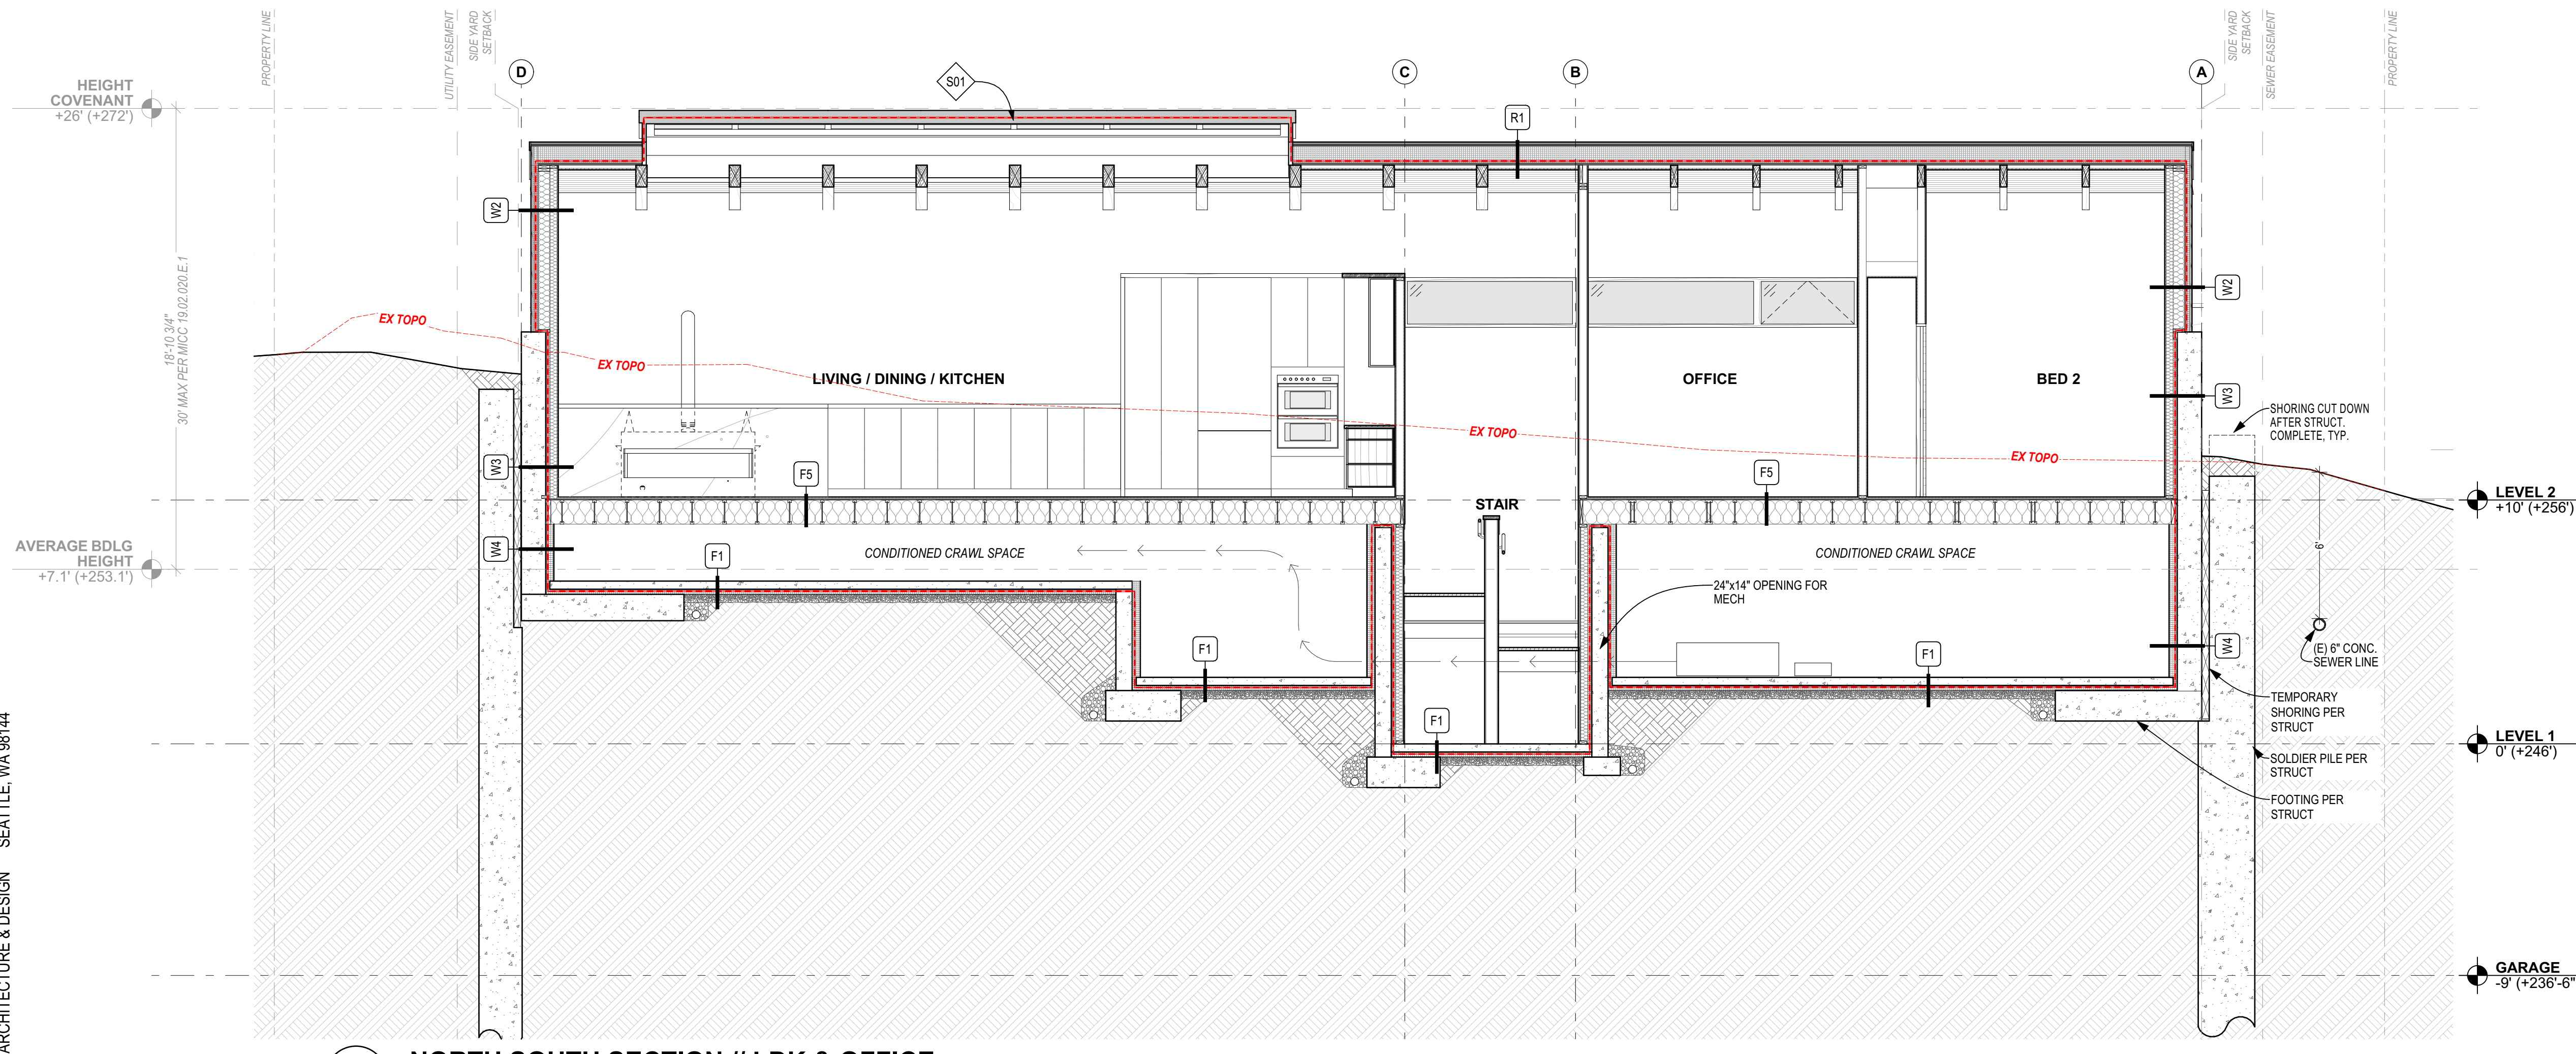 PROPERTY LINE
UTILITY EASEMENT
SIDE YARD
SETBACK
D
S01
C
B
R1
A
SIDE YARD
SETBACK
SEWER EASEMENT
PROPERTY LINE
HEIGHT
COVENANT
+26' (+272')
18'-10 3/4"
30' MAX PER MICC 19.02.020.E.1
W2
W2
EX TOPO
EX TOPO
LIVING / DINING / KITCHEN
OFFICE
BED 2
W3
SHORING CUT DOWN
AFTER STRUCT.
COMPLETE, TYP.
EX TOPO
EX TOPO
W3
F5
F5
STAIR
LEVEL 2
+10' (+256')
AVERAGE BDLG
HEIGHT
+7.1' (+253.1')
W4
F1
CONDITIONED CRAWL SPACE
CONDITIONED CRAWL SPACE
6'
24"x14" OPENING FOR
MECH
F1
F1
W4
(E) 6" CONC.
SEWER LINE
TEMPORARY
SHORING PER
STRUCT
F1
LEVEL 1
0' (+246')
SOLDIER PILE PER
STRUCT
FOOTING PER
STRUCT
GARAGE
-9' (+236'-6"
ARCHITECTURE & DESIGN SEATTLE, WA 98144
NORTH SOUTH SECTION // LDK & OFFICE